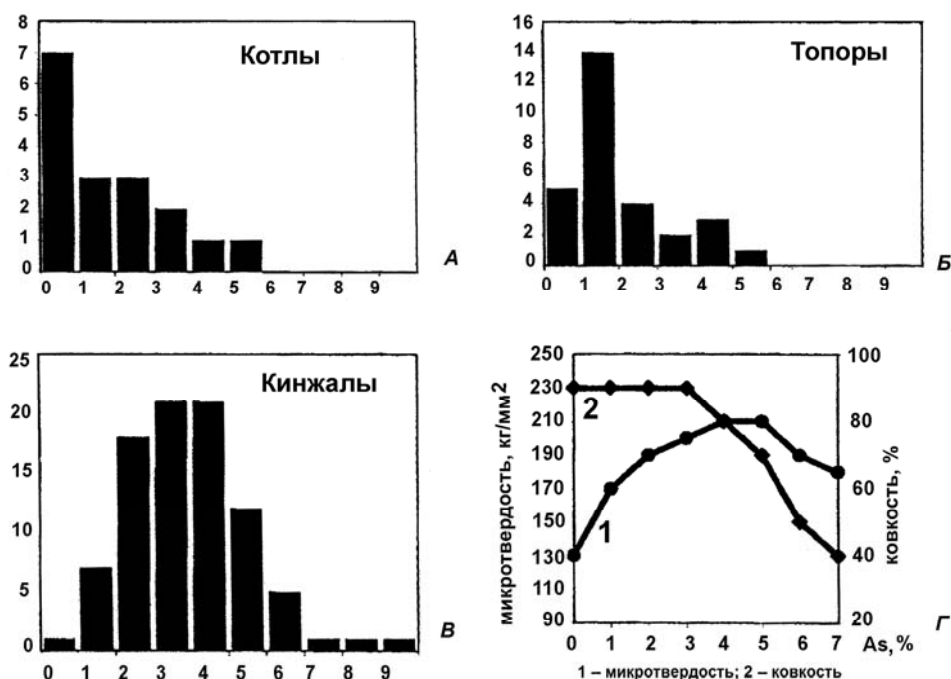 Котлы
8
7
6
5
4
3
2
1
0
0 1 2 3 4 5 6 7 8 9
А
Топоры
16
14
12
10
8
6
4
2
0
0 1 2 3 4 5 6 7 8 9
Б
Кинжалы
25
20
15
10
5
0
0 1 2 3 4 5 6 7 8 9
В
микротвердость, кг/мм²
250
230
210
190
170
150
130
110
90
2
1
100
80
60
40
20
ковкость, %
0 1 2 3 4 5 6 7
As,%
Г
1 – микротвердость; 2 – ковкость